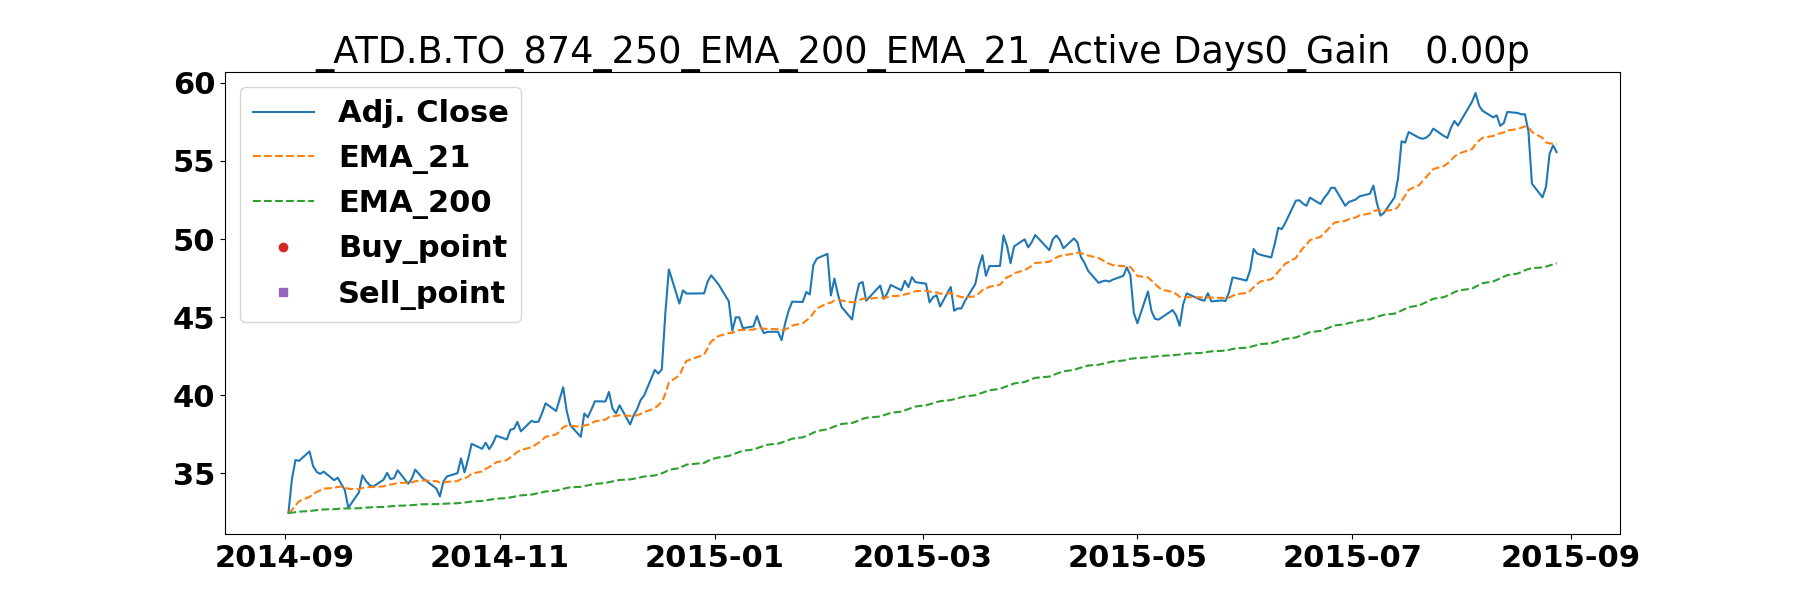 _ATD.B.TO_874_250_EMA_200_EMA_21_Active Days0_Gain   0.00p
60
55
50
45
40
35
Adj. Close
EMA_21
EMA_200
Buy_point
Sell_point
2014-09 2014-11 2015-01 2015-03 2015-05 2015-07 2015-09